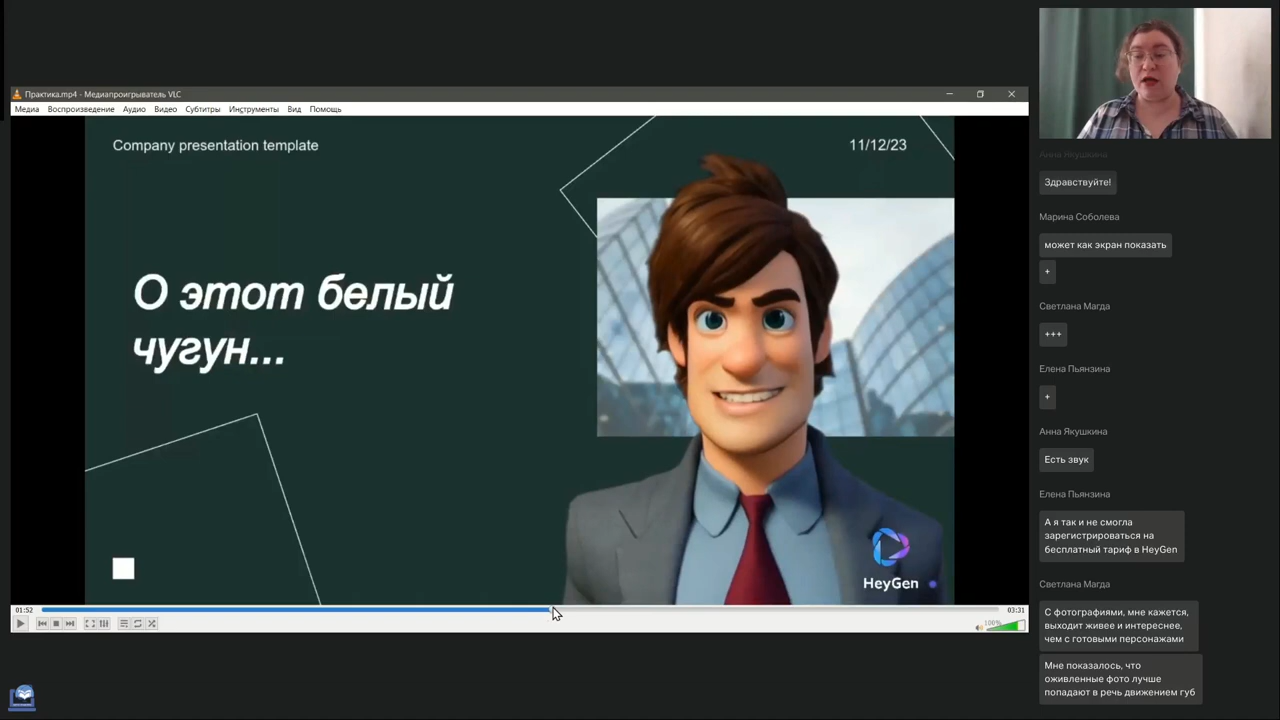 Практика.mp4 - Медиапроигрыватель VLC
Медиа Воспроизведение Аудио Видео Субтитры Инструменты Вид Помощь
Company presentation template
11/12/23
О этот белый
чугун...
HeyGen
01:52
03:31
100%
Анна Якушкина
Здравствуйте!
Марина Соболева
может как экран показать
+
Светлана Магда
+++
Елена Пьянзина
+
Анна Якушкина
Есть звук
Елена Пьянзина
А я так и не смогла
зарегистрироваться на
бесплатный тариф в HeyGen
Светлана Магда
С фотографиями, мне кажется,
выходит живее и интереснее,
чем с готовыми персонажами
Мне показалось, что
оживленные фото лучше
попадают в речь движением губ